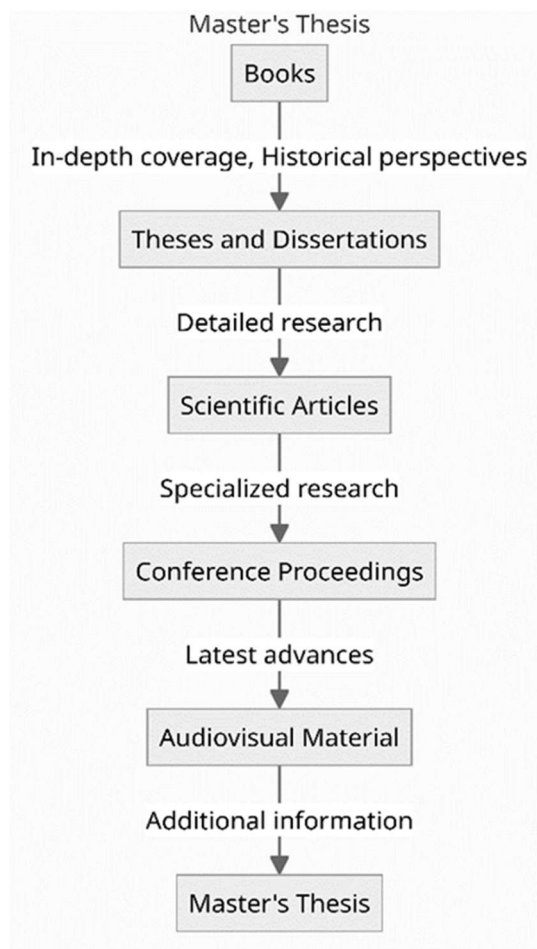 Master's Thesis
Books
In-depth coverage, Historical perspectives
Theses and Dissertations
Detailed research
Scientific Articles
Specialized research
Conference Proceedings
Latest advances
Audiovisual Material
Additional information
Master's Thesis